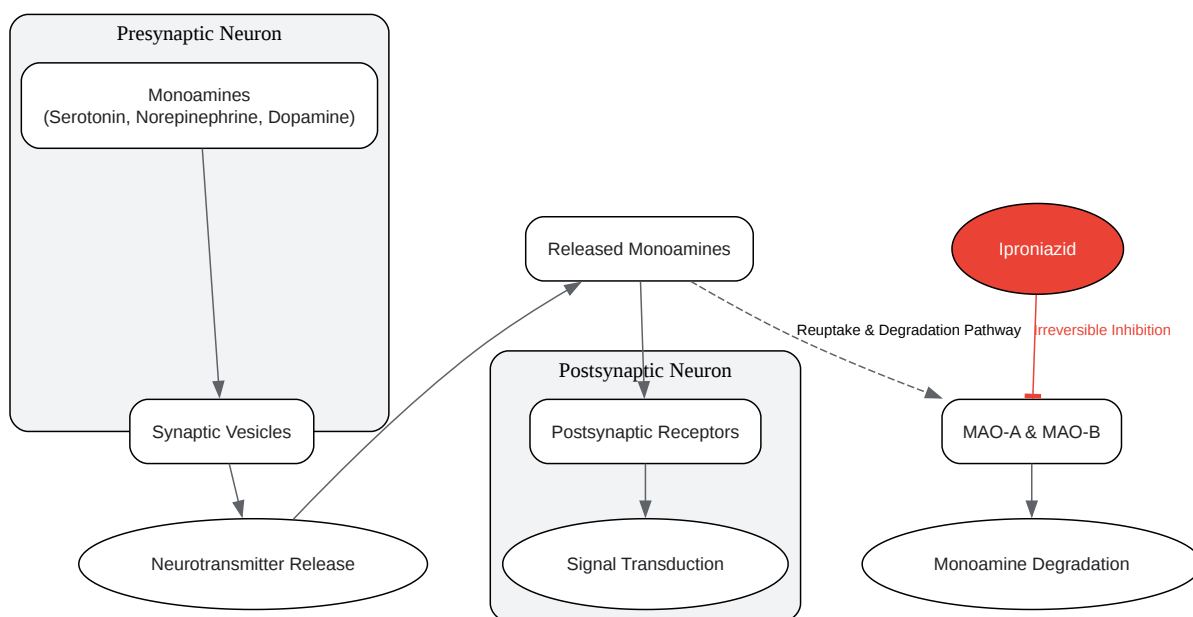 Presynaptic Neuron
Monoamines
(Serotonin, Norepinephrine, Dopamine)
Released Monoamines
Iproniazid
Reuptake & Degradation Pathway
Irreversible Inhibition
Postsynaptic Neuron
Synaptic Vesicles
Postsynaptic Receptors
MAO-A & MAO-B
Neurotransmitter Release
Signal Transduction
Monoamine Degradation